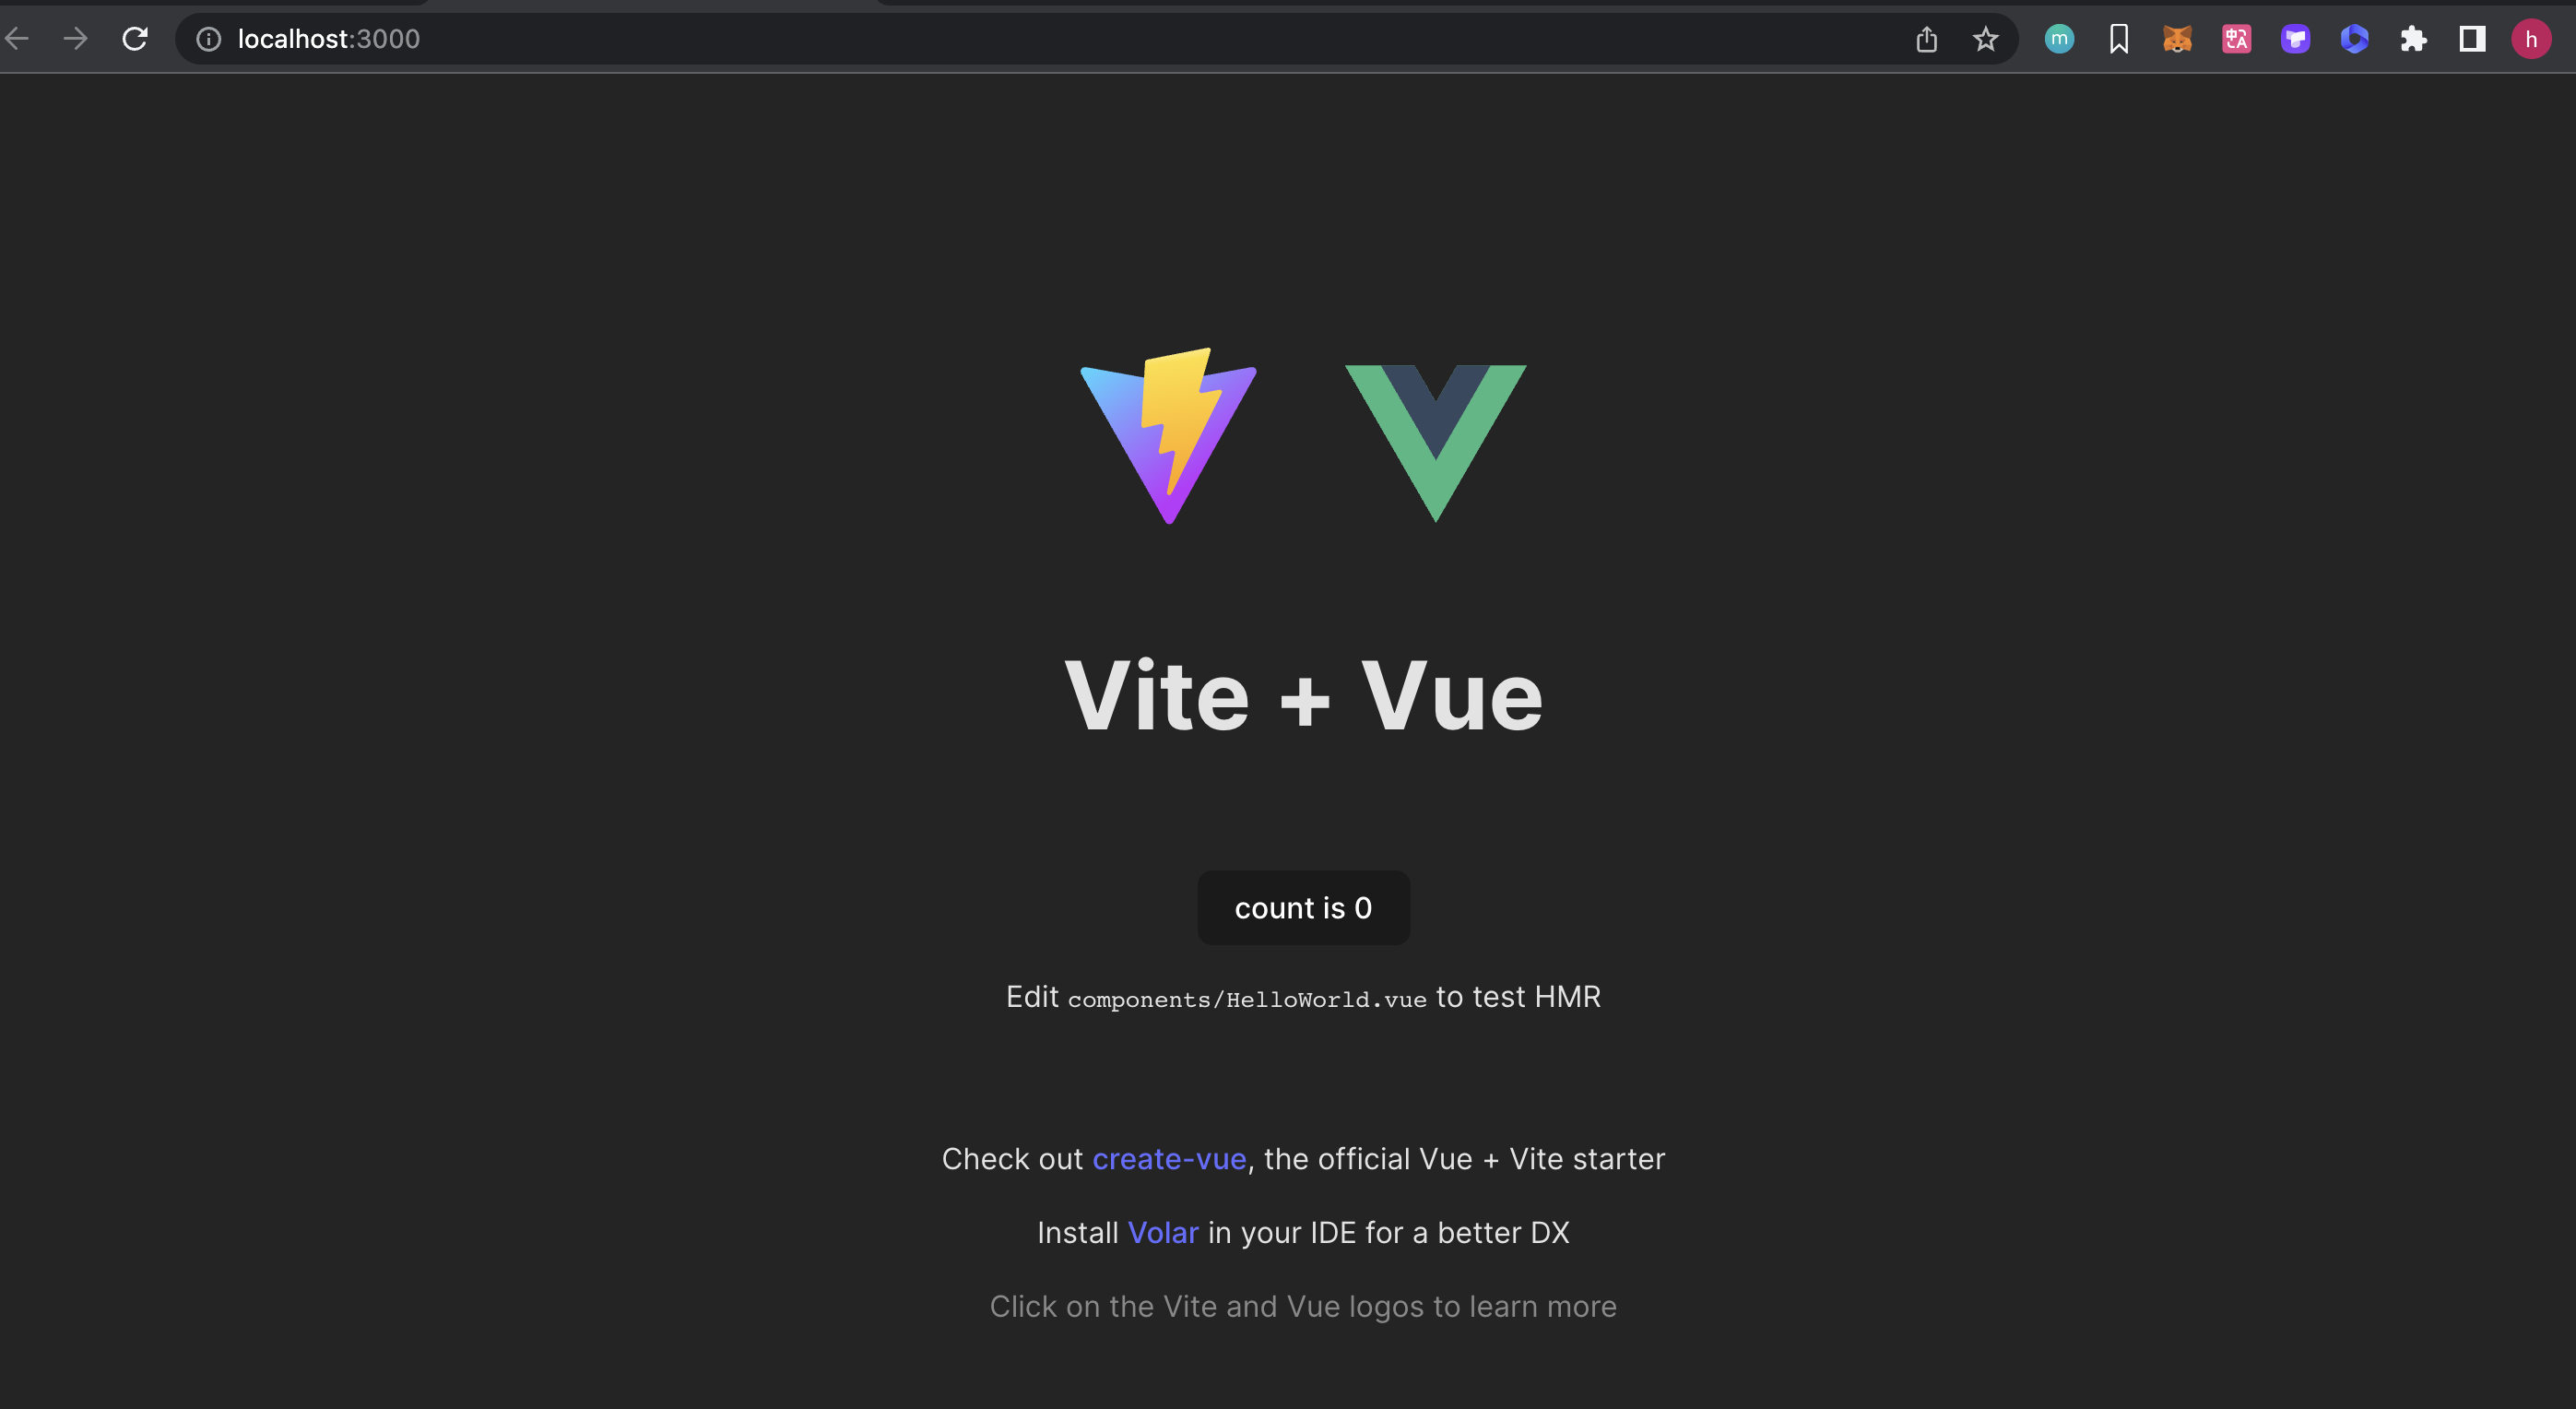 localhost:3000
m
中 A
h
Vite + Vue
count is 0
Edit components/HelloWorld.vue to test HMR
Check out create-vue, the official Vue + Vite starter
Install Volar in your IDE for a better DX
Click on the Vite and Vue logos to learn more